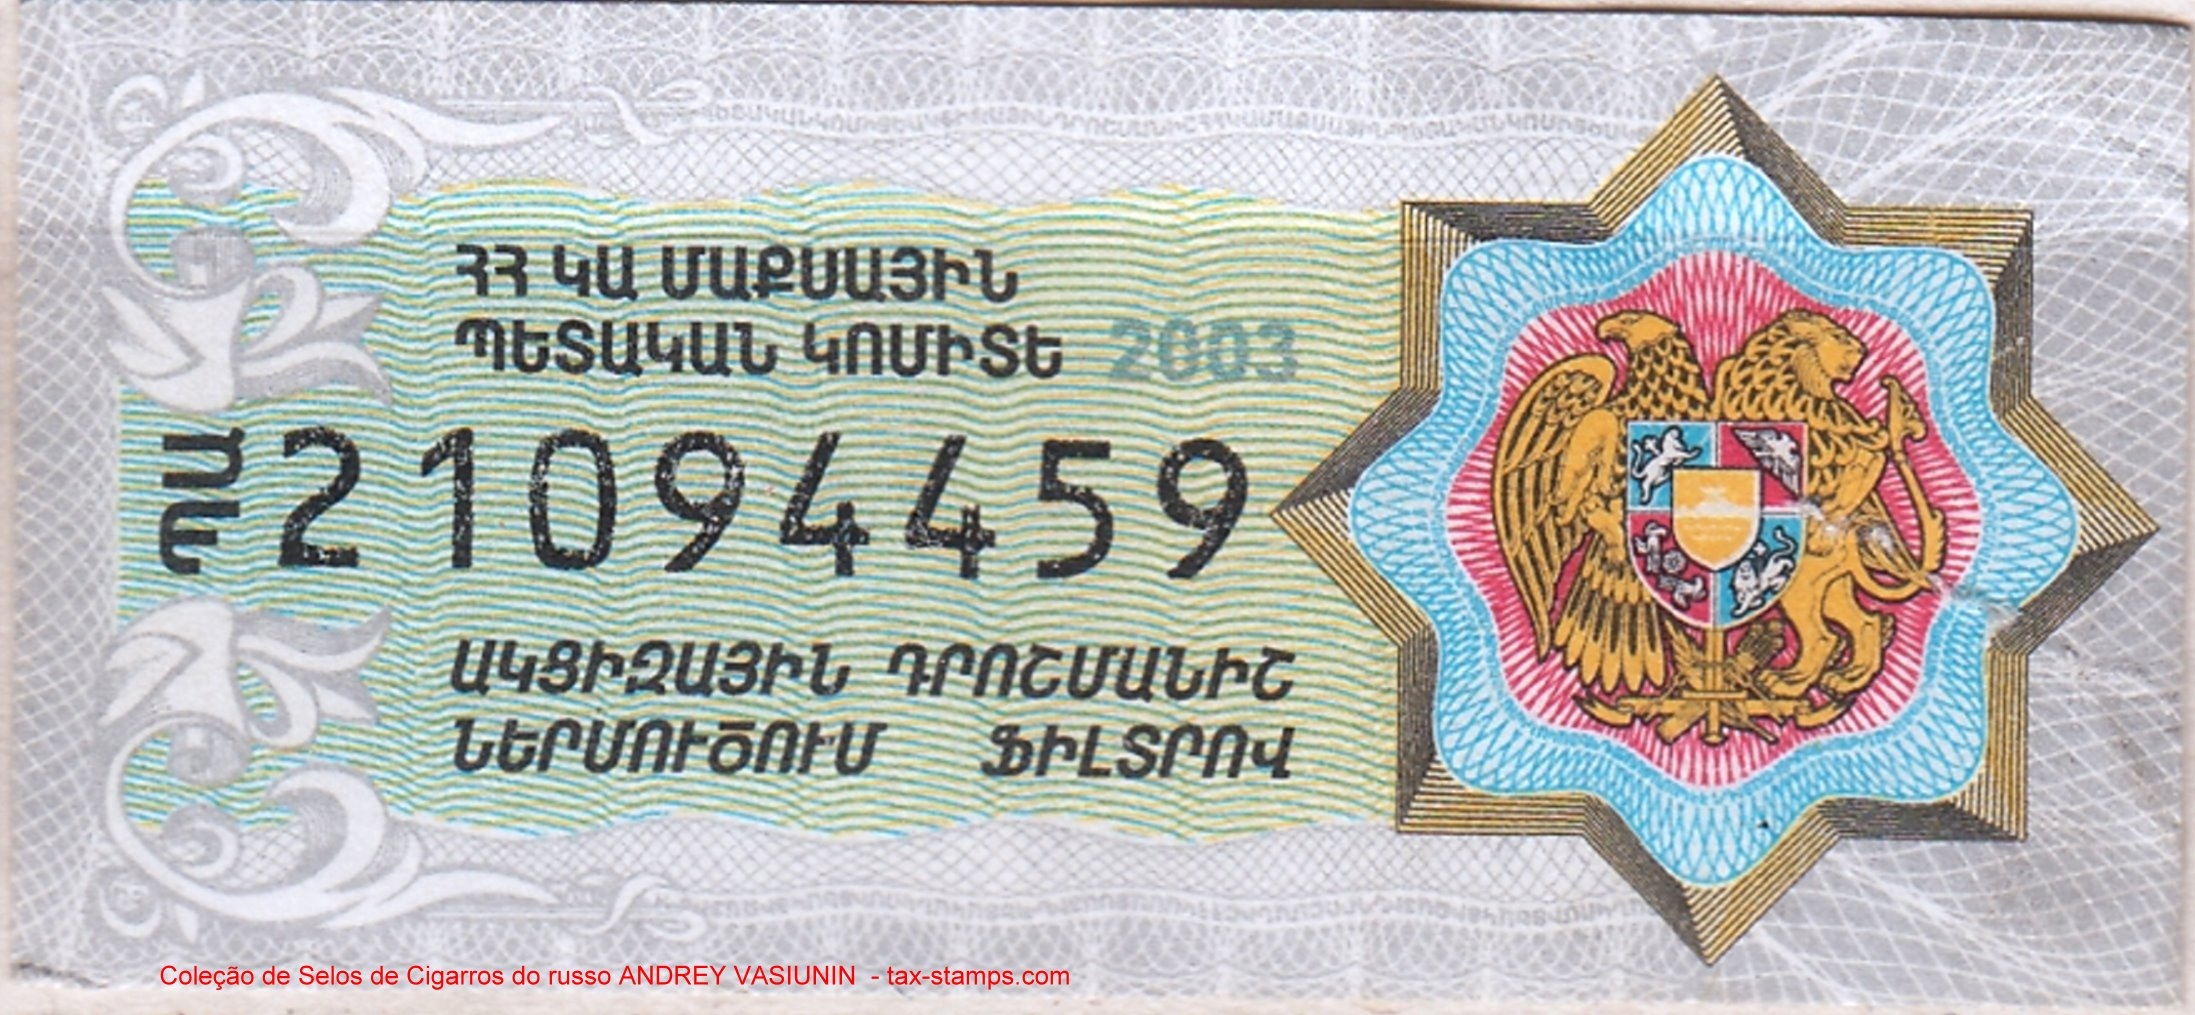 ՀՀ ԿԱ ՄԱՔՍԱՅԻՆ
ՊԵՏԱԿԱՆ ԿՈՄԻՏԵ 2003
ՊԱ 21094459
ԱԿՑԻԶԱՅԻՆ ԴՐՈՇՄԱՆԻՇ
ՆԵՐՄՈՒԾՈՒՄ ՖԻԼՏՐՈՎ
Coleção de Selos de Cigarros do russo ANDREY VASIUNIN - tax-stamps.com